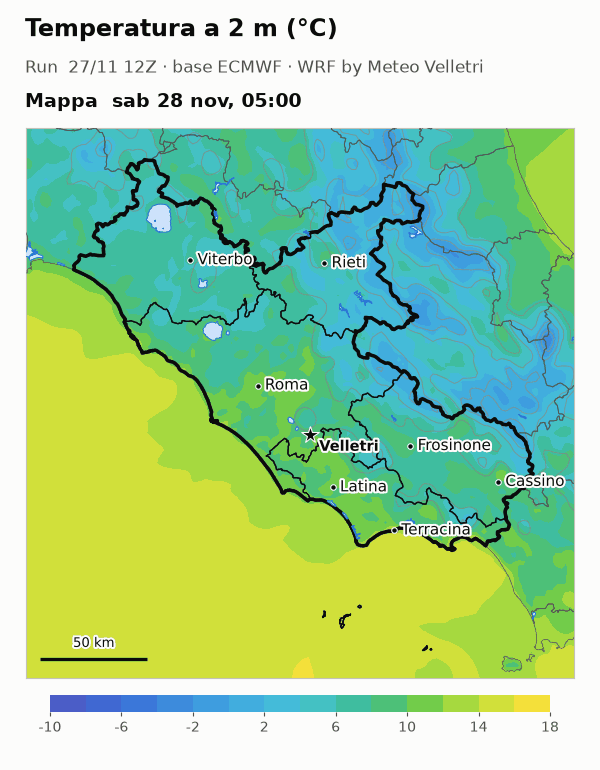 Temperatura a 2 m (°C)
Run  27/11 12Z · base ECMWF · WRF by Meteo Velletri
Mappa  sab 28 nov, 05:00
Viterbo
Rieti
Roma
Velletri
Frosinone
Latina
Cassino
Terracina
50 km
-10 -6 -2 2 6 10 14 18